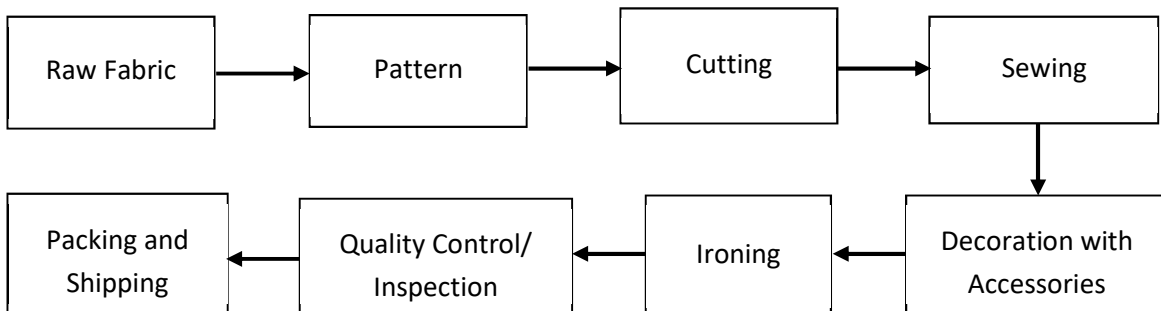 Raw Fabric
Pattern
Cutting
Sewing
Decoration with
Accessories
Ironing
Quality Control/
Inspection
Packing and
Shipping